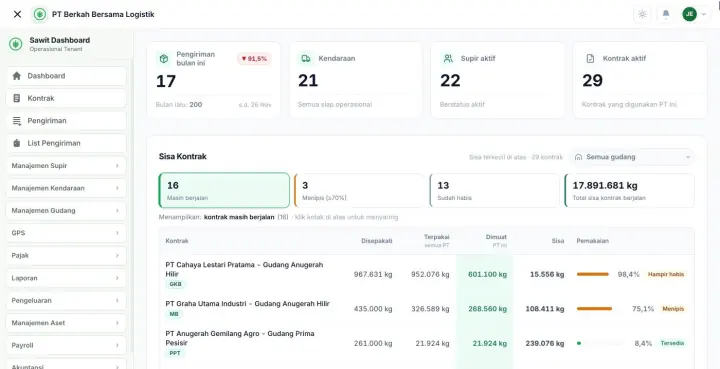 PT Berkah Bersama Logistik
JE
Sawit Dashboard
Operasional Tenant
Dashboard
Kontrak
Pengiriman
List Pengiriman
Manajemen Supir
Manajemen Kendaraan
Manajemen Gudang
GPS
Pajak
Laporan
Pengeluaran
Manajemen Aset
Payroll
Akuntansi
Pengiriman bulan ini
▼ 91,5%
17
Bulan lalu: 200
s.d. 26 Nov
Kendaraan
21
Semua siap operasional
Supir aktif
22
Berstatus aktif
Kontrak aktif
29
Kontrak yang digunakan PT ini
Sisa Kontrak
Sisa terkecil di atas · 29 kontrak
Semua gudang
16
Masih berjalan
3
Menipis (≥70%)
13
Sudah habis
17.891.681 kg
Total sisa kontrak berjalan
Menampilkan: kontrak masih berjalan (16) · klik kotak di atas untuk menyaring
Kontrak Disepakati Terpakai semua PT Dimuat PT ini Sisa Pemakaian
PT Cahaya Lestari Pratama - Gudang Anugerah Hilir
GKB
967.631 kg 952.076 kg 601.100 kg 15.556 kg 98,4% Hampir habis
PT Graha Utama Industri - Gudang Anugerah Hilir
MB
435.000 kg 326.589 kg 268.560 kg 108.411 kg 75,1% Menipis
PT Anugerah Gemilang Agro - Gudang Prima Pesisir
PPT
261.000 kg 21.924 kg 21.924 kg 239.076 kg 8,4% Tersedia